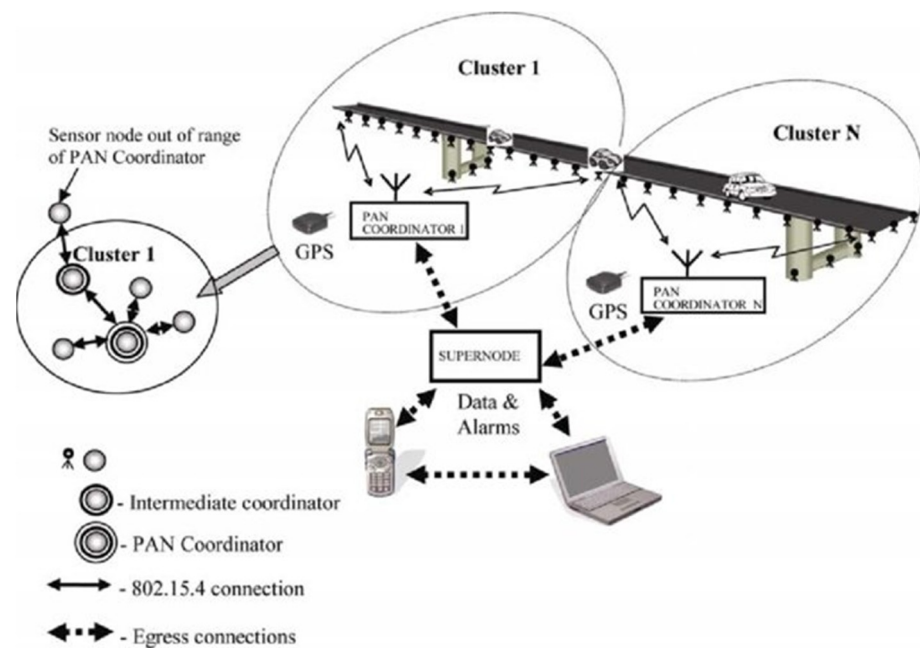 Cluster 1
Cluster N
Sensor node out of range
of PAN Coordinator
Cluster 1
PAN
COORDINATOR 1
GPS
PAN
COORDINATOR N
GPS
SUPERNODE
Data &
Alarms
- Intermediate coordinator
- PAN Coordinator
- 802.15.4 connection
- Egress connections